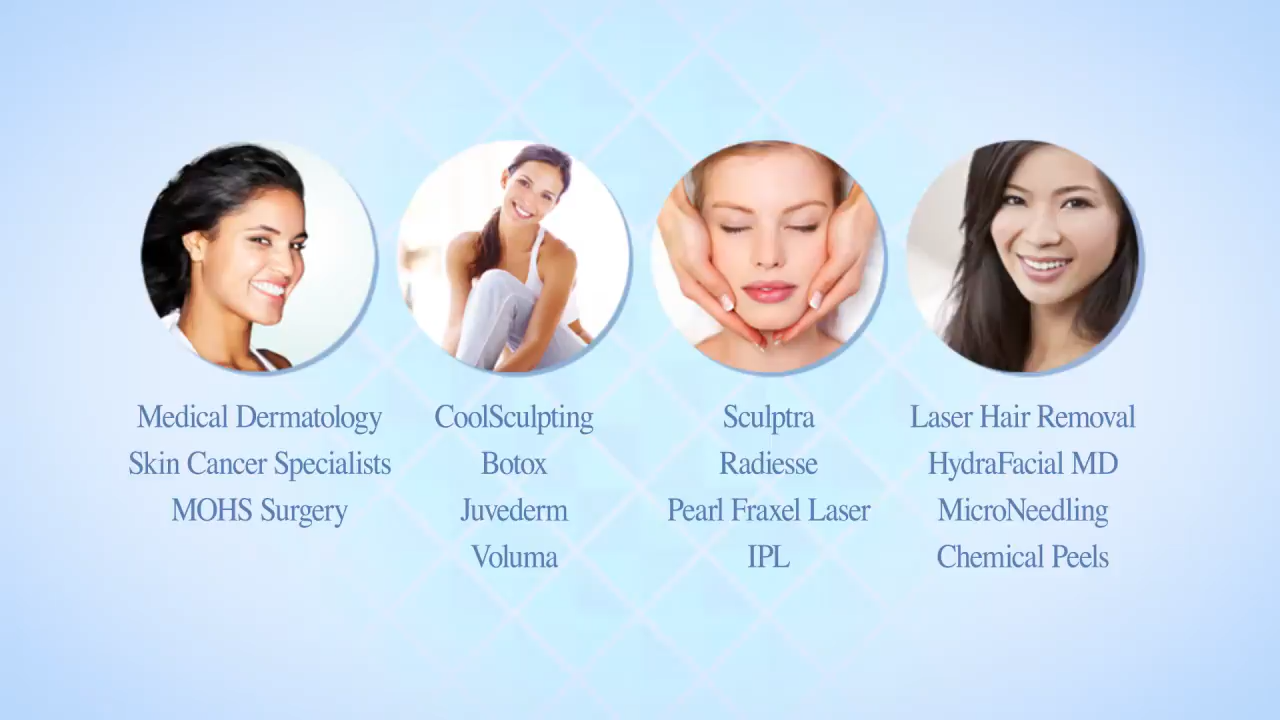 Medical Dermatology
Skin Cancer Specialists
MOHS Surgery
CoolSculpting
Botox
Juvederm
Voluma
Sculptra
Radiesse
Pearl Fraxel Laser
IPL
Laser Hair Removal
HydraFacial MD
MicroNeedling
Chemical Peels